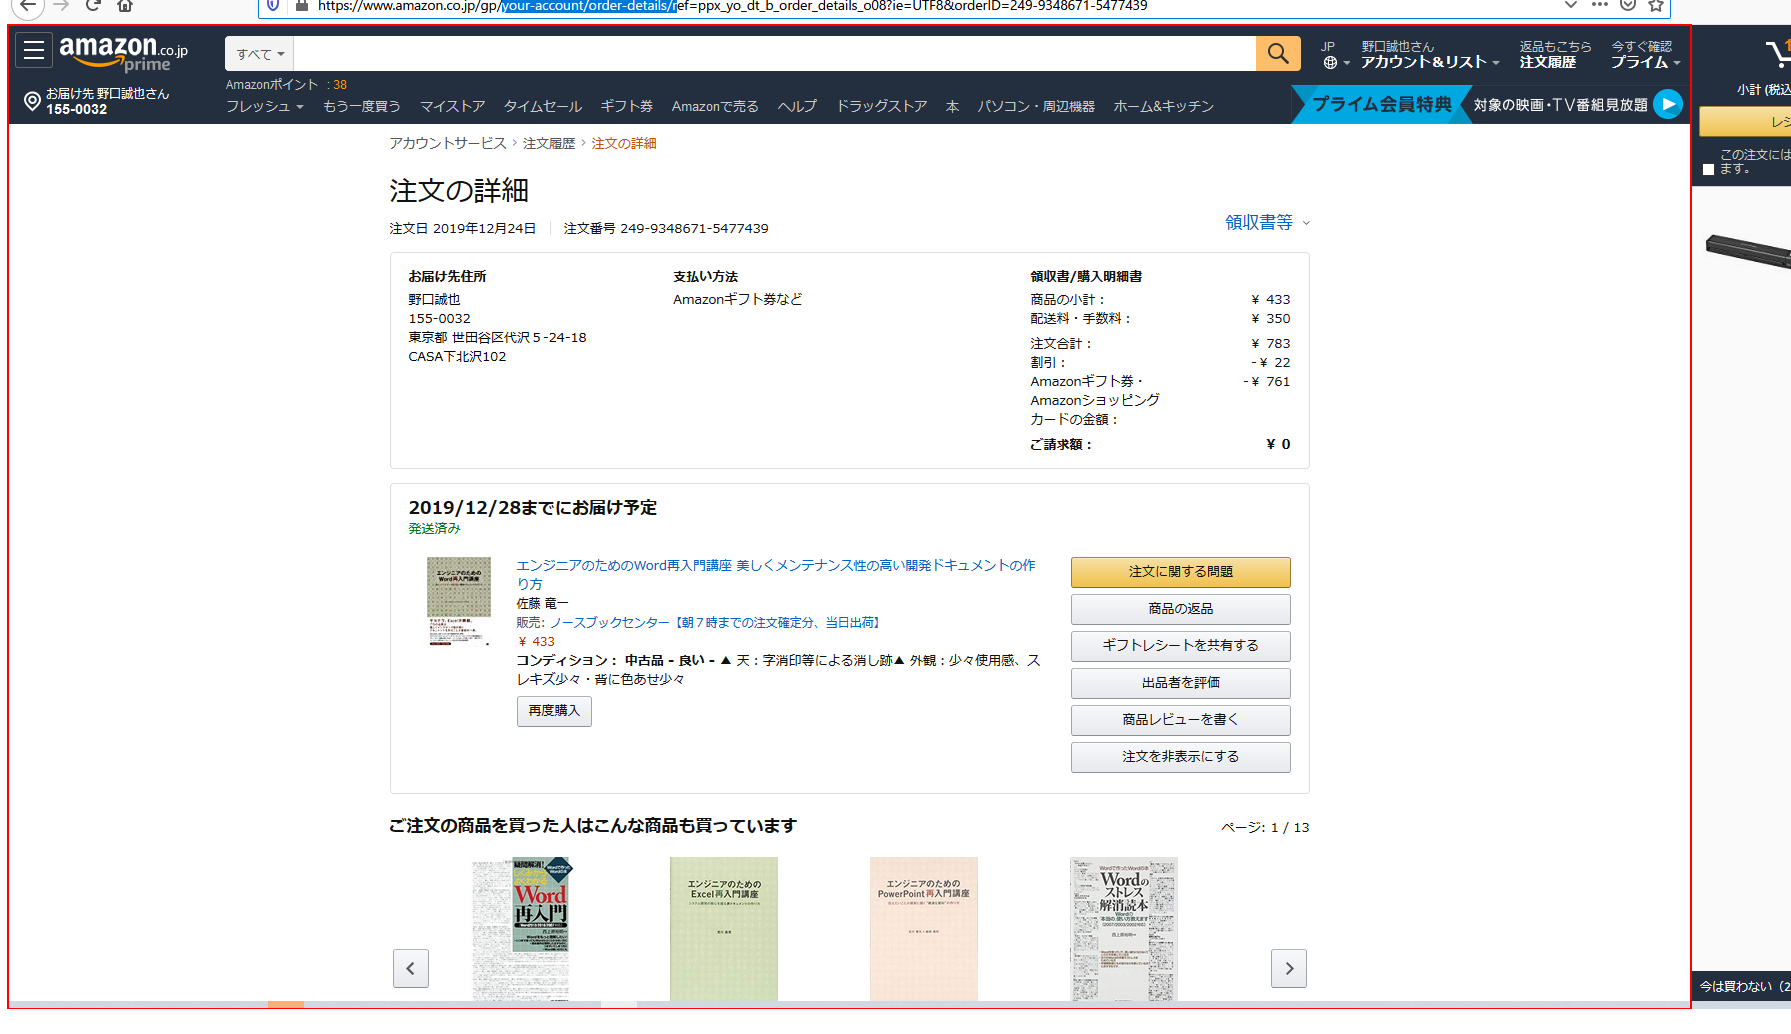 https://www.amazon.co.jp/gp/your-account/order-details/ref=ppx_yo_dt_b_order_details_o08?ie=UTF8&orderID=249-9348671-5477439
amazon.co.jp
prime
すべて
JP
野口誠也さん
アカウント&リスト
返品もこちら
注文履歴
今すぐ確認
プライム
小計 (税込
お届け先 野口誠也さん
155-0032
Amazonポイント : 38
フレッシュ もう一度買う マイストア タイムセール ギフト券 Amazonで売る ヘルプ ドラッグストア 本 パソコン・周辺機器 ホーム&キッチン
プライム会員特典 対象の映画・TV番組見放題
レジ
この注文には
ます。
アカウントサービス › 注文履歴 › 注文の詳細
注文の詳細
注文日 2019年12月24日 注文番号 249-9348671-5477439
領収書等
お届け先住所
野口誠也
155-0032
東京都 世田谷区代沢５-24-18
CASA下北沢102
支払い方法
Amazonギフト券など
領収書/購入明細書
商品の小計： ￥ 433
配送料・手数料： ￥ 350
注文合計： ￥ 783
割引： -￥ 22
Amazonギフト券・ -￥ 761
Amazonショッピング
カードの金額：
ご請求額： ￥ 0
2019/12/28までにお届け予定
発送済み
エンジニアのためのWord再入門講座 美しくメンテナンス性の高い開発ドキュメントの作
り方
佐藤 竜一
販売: ノースブックセンター【朝７時までの注文確定分、当日出荷】
￥ 433
コンディション： 中古品 - 良い - ▲ 天：字消印等による消し跡▲ 外観：少々使用感、ス
レキズ少々・背に色あせ少々
再度購入
エンジニアのための
Word再入門講座
注文に関する問題
商品の返品
ギフトレシートを共有する
出品者を評価
商品レビューを書く
注文を非表示にする
ご注文の商品を買った人はこんな商品も買っています
ページ: 1 / 13
疑問解消!
Word
再入門
エンジニアのための
Excel再入門講座
エンジニアのための
PowerPoint再入門講座
Wordの
ストレス
解消読本
今は買わない（2